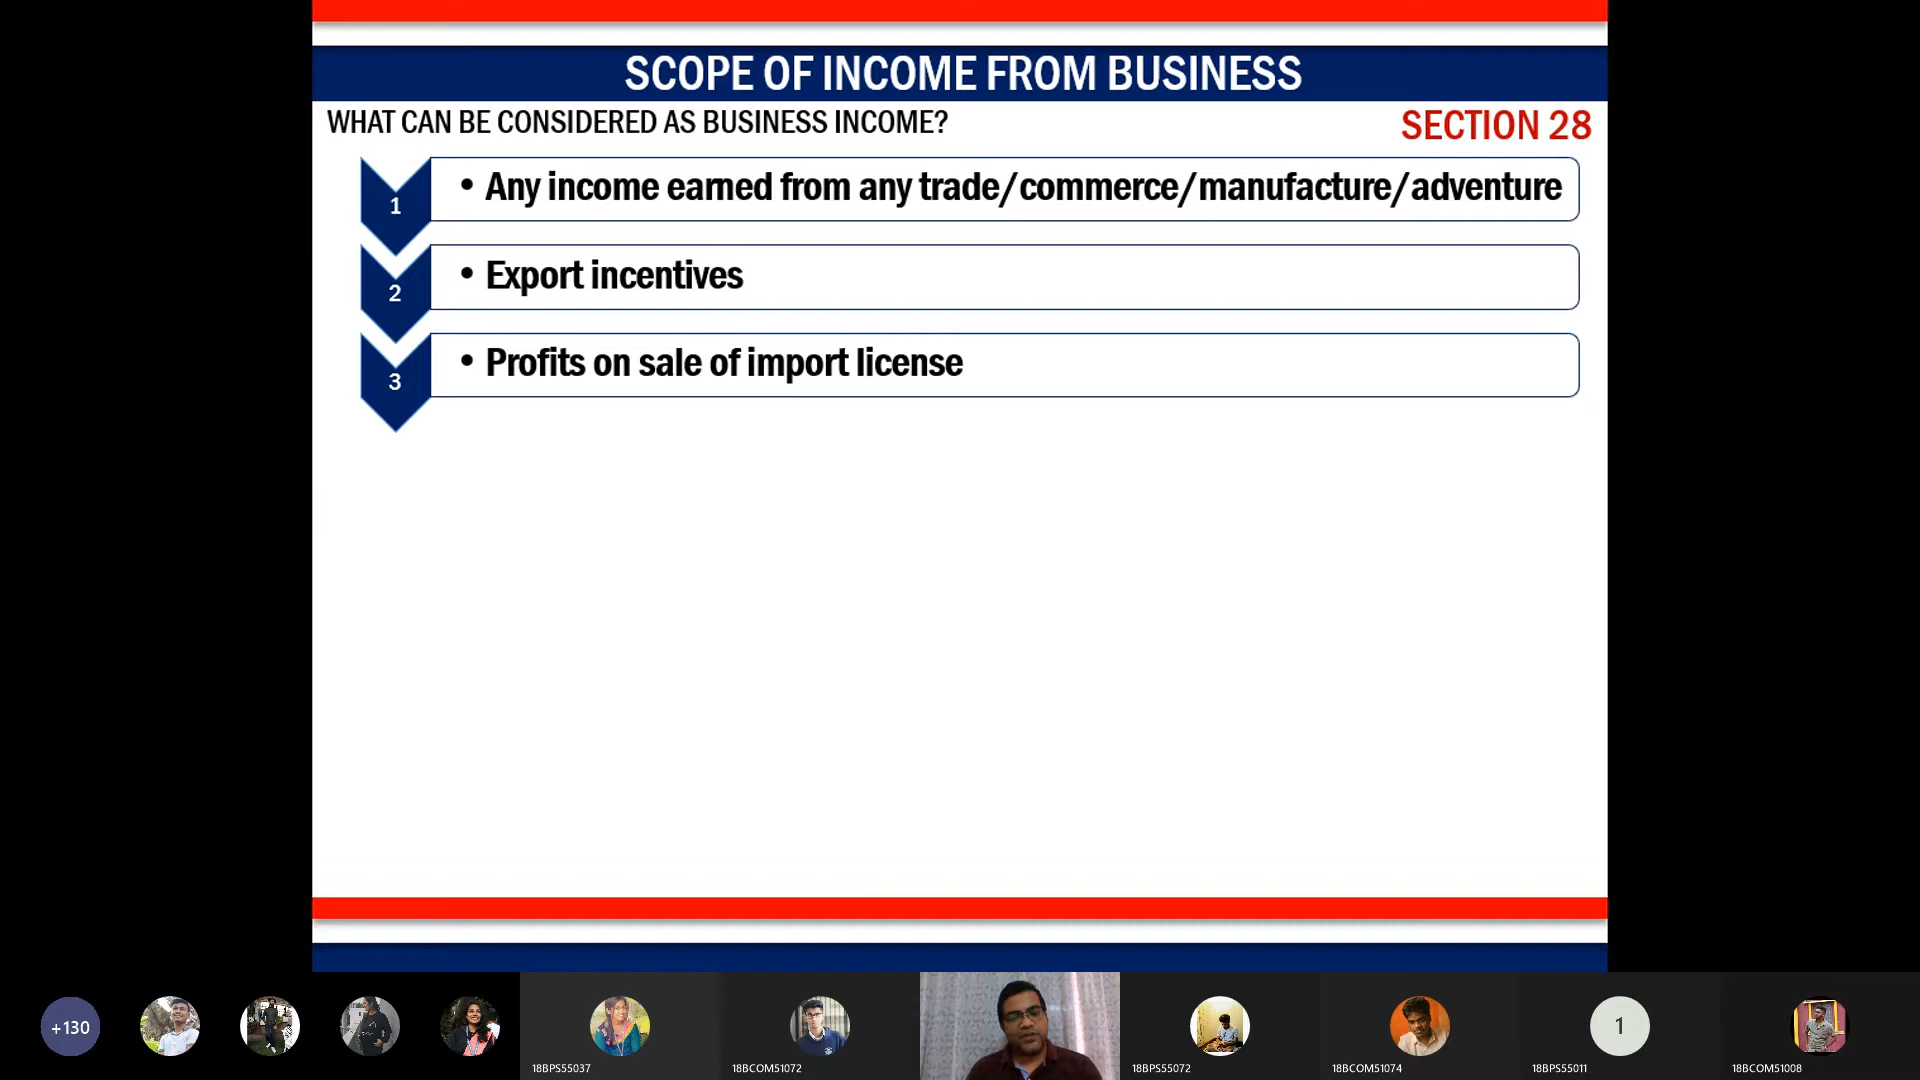 SCOPE OF INCOME FROM BUSINESS
WHAT CAN BE CONSIDERED AS BUSINESS INCOME?
SECTION 28
1
• Any income earned from any trade/commerce/manufacture/adventure
2
• Export incentives
3
• Profits on sale of import license
+130
18BPS55037
18BCOM51072
18BPS55072
18BCOM51074
1
18BPS55011
18BCOM51008